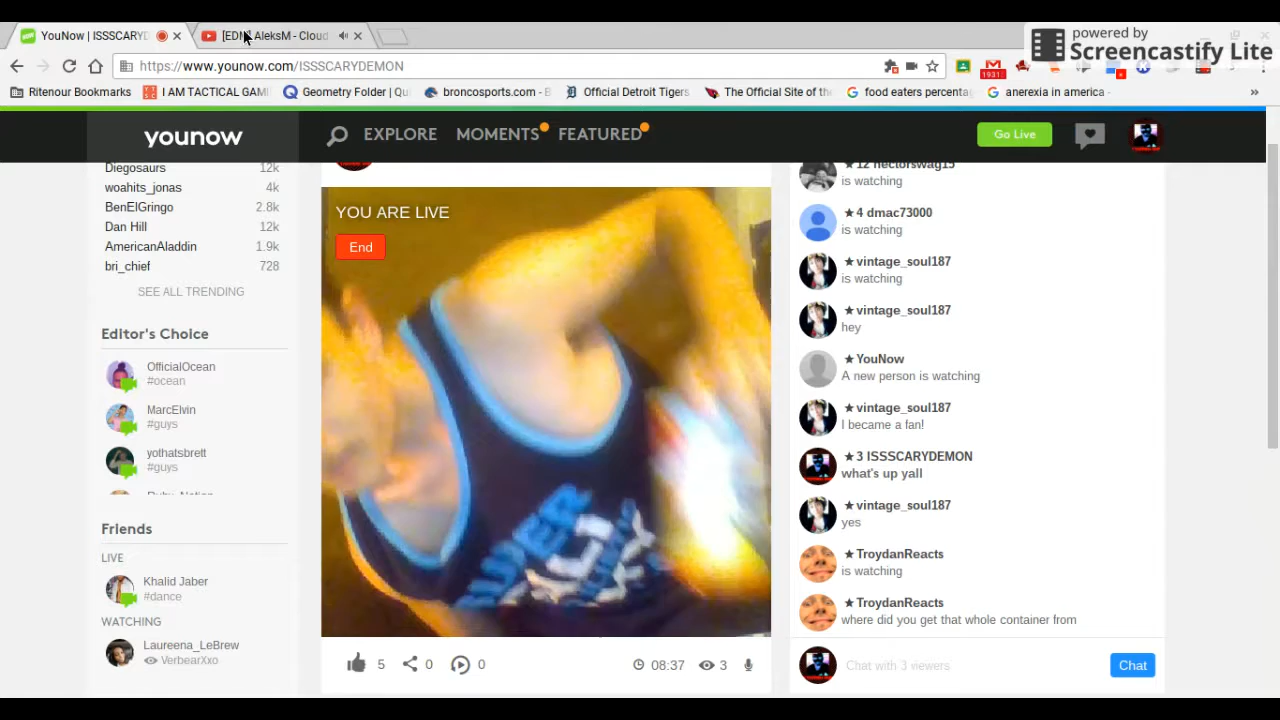 YouNow | ISSSCARYD
[EDM] AleksM - Cloud
powered by
Screencastify Lite
https://www.younow.com/ISSSCARYDEMON
1931
Ritenour Bookmarks
I AM TACTICAL GAMI
Geometry Folder | Qui
broncosports.com - B
Official Detroit Tigers
The Official Site of th
food eaters percenta
anerexia in america -
»
younow
EXPLORE
MOMENTS
FEATURED
Go Live
Diegosaurs 12k
woahits_jonas 4k
BenElGringo 2.8k
Dan Hill 12k
AmericanAladdin 1.9k
bri_chief 728
SEE ALL TRENDING
Editor's Choice
OfficialOcean
#ocean
MarcElvin
#guys
yothatsbrett
#guys
Friends
LIVE
Khalid Jaber
#dance
WATCHING
Laureena_LeBrew
VerbearXxo
YOU ARE LIVE
End
5
0
0
08:37
3
12 hectorswag15
is watching
4 dmac73000
is watching
vintage_soul187
is watching
vintage_soul187
hey
YouNow
A new person is watching
vintage_soul187
I became a fan!
3 ISSSCARYDEMON
what's up yall
vintage_soul187
yes
TroydanReacts
is watching
TroydanReacts
where did you get that whole container from
Chat with 3 viewers
Chat